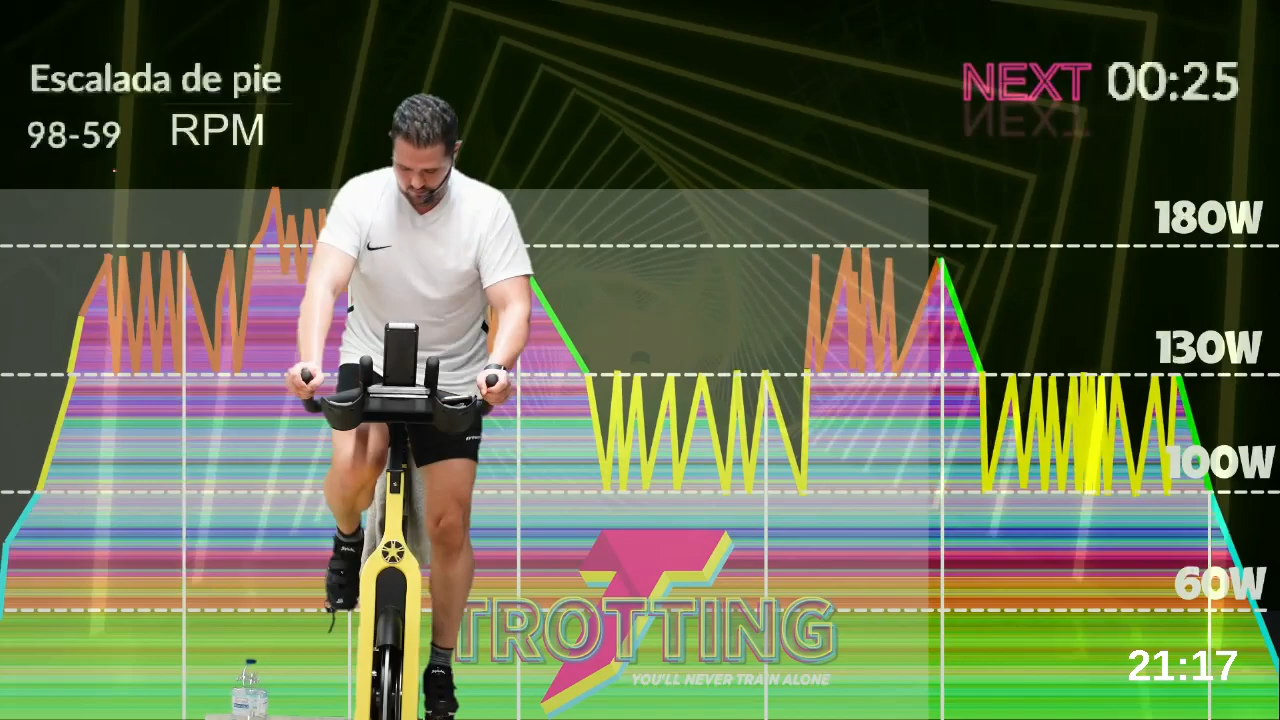 Escalada de pie
98-59 RPM
NEXT 00:25
NEXT
180W
130W
100W
60W
TROTTING
YOU'LL NEVER TRAIN ALONE
21:17